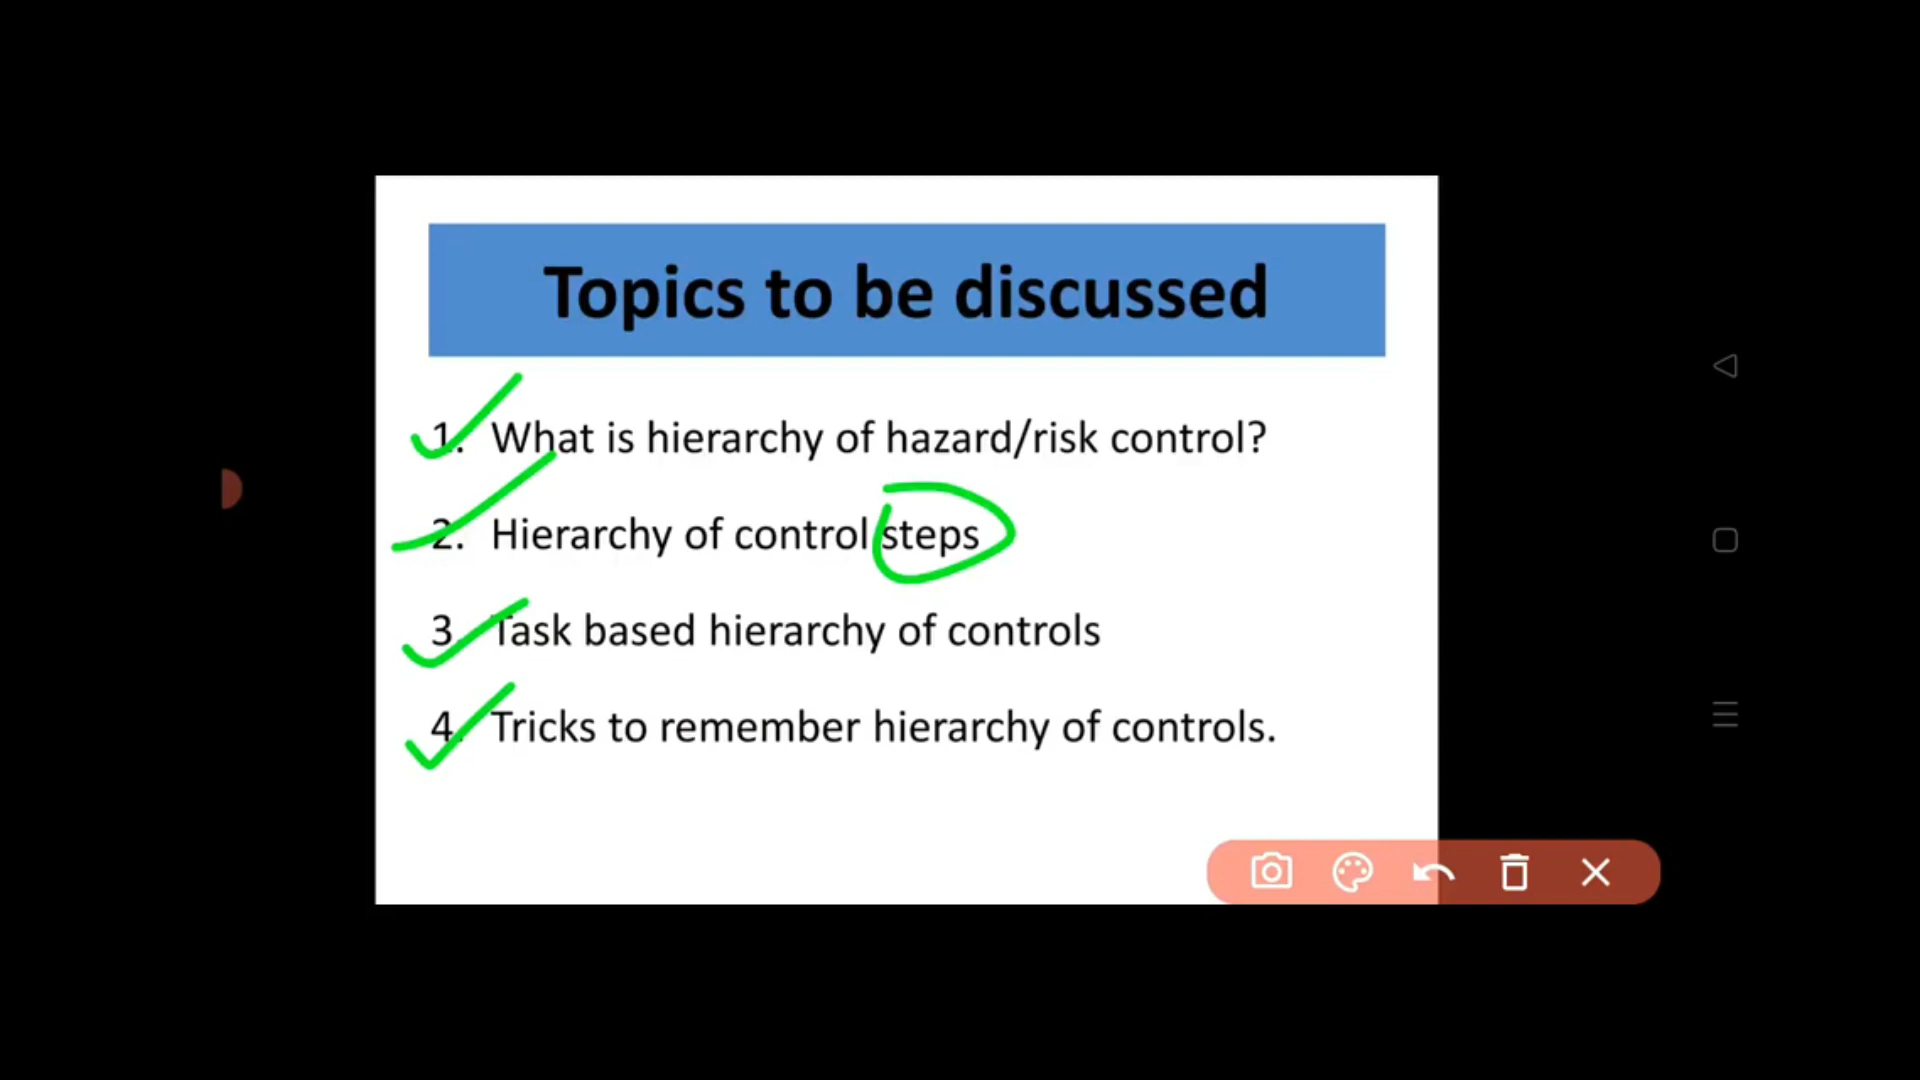 Topics to be discussed
1. What is hierarchy of hazard/risk control?
2. Hierarchy of control steps
3. Task based hierarchy of controls
4. Tricks to remember hierarchy of controls.